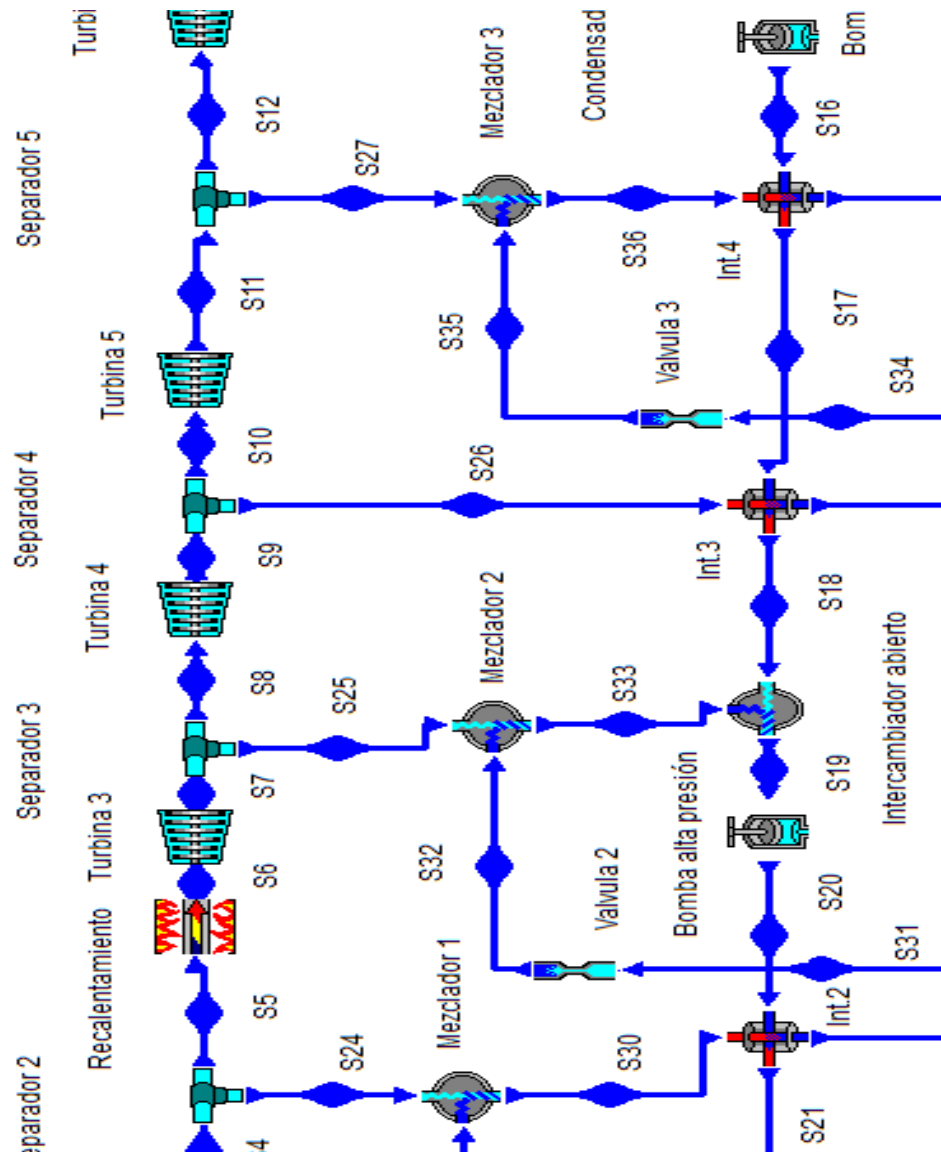 eparador 2
Separador 3
Separador 4
Separador 5
Recalentamiento
Turbina 3
Turbina 4
Turbina 5
Turbi
4
S5
S6
S7
S8
S9
S10
S11
S12
S24
S25
S26
S27
Mezclador 1
S32
Mezclador 2
S35
Mezclador 3
S30
Valvula 2
S33
S36
Condensad
Valvula 3
Bomba alta presión
Int.3
Int.4
S21
Int.2
S20
S19
S18
S17
S16
Bom
S31
Intercambiador abierto
S34